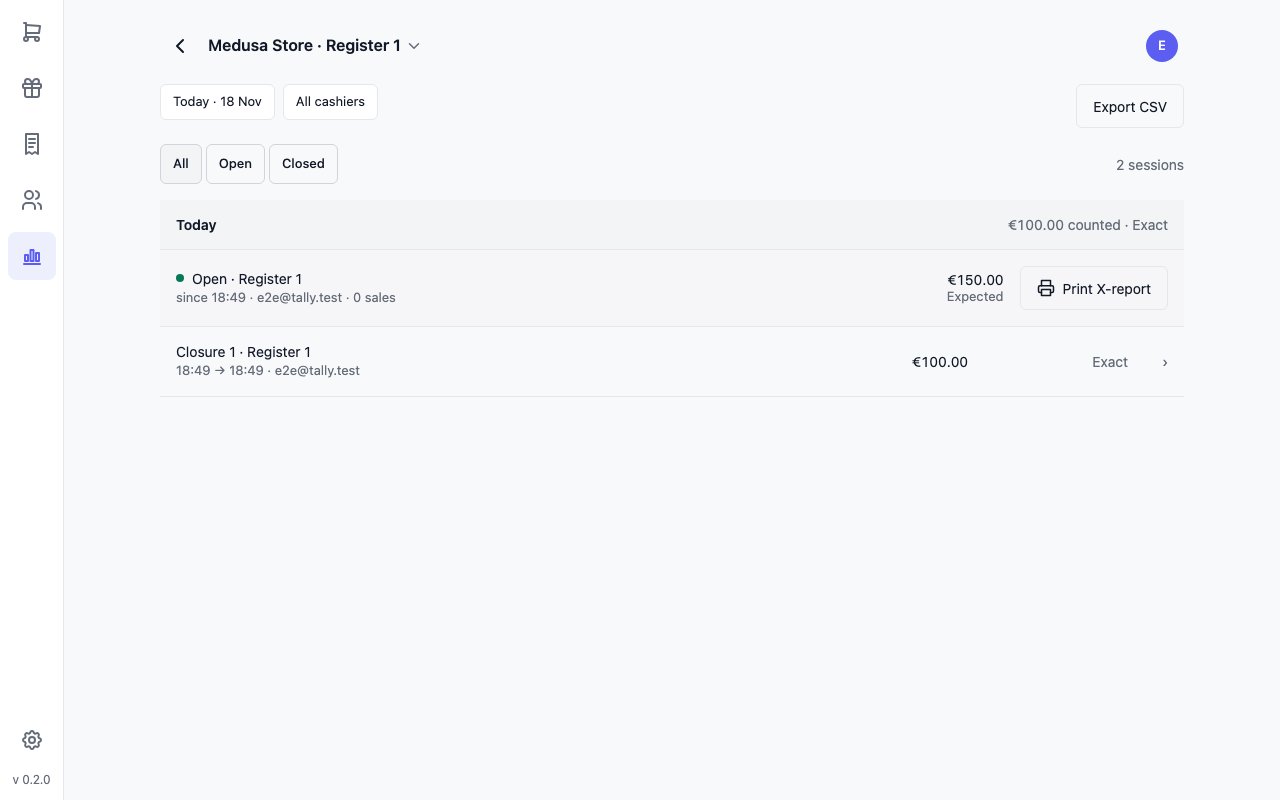 Medusa Store · Register 1
E
Today · 18 Nov
All cashiers
Export CSV
All
Open
Closed
2 sessions
Today
€100.00 counted · Exact
Open · Register 1
since 18:49 · e2e@tally.test · 0 sales
€150.00
Expected
Print X-report
Closure 1 · Register 1
18:49 → 18:49 · e2e@tally.test
€100.00
Exact
v 0.2.0